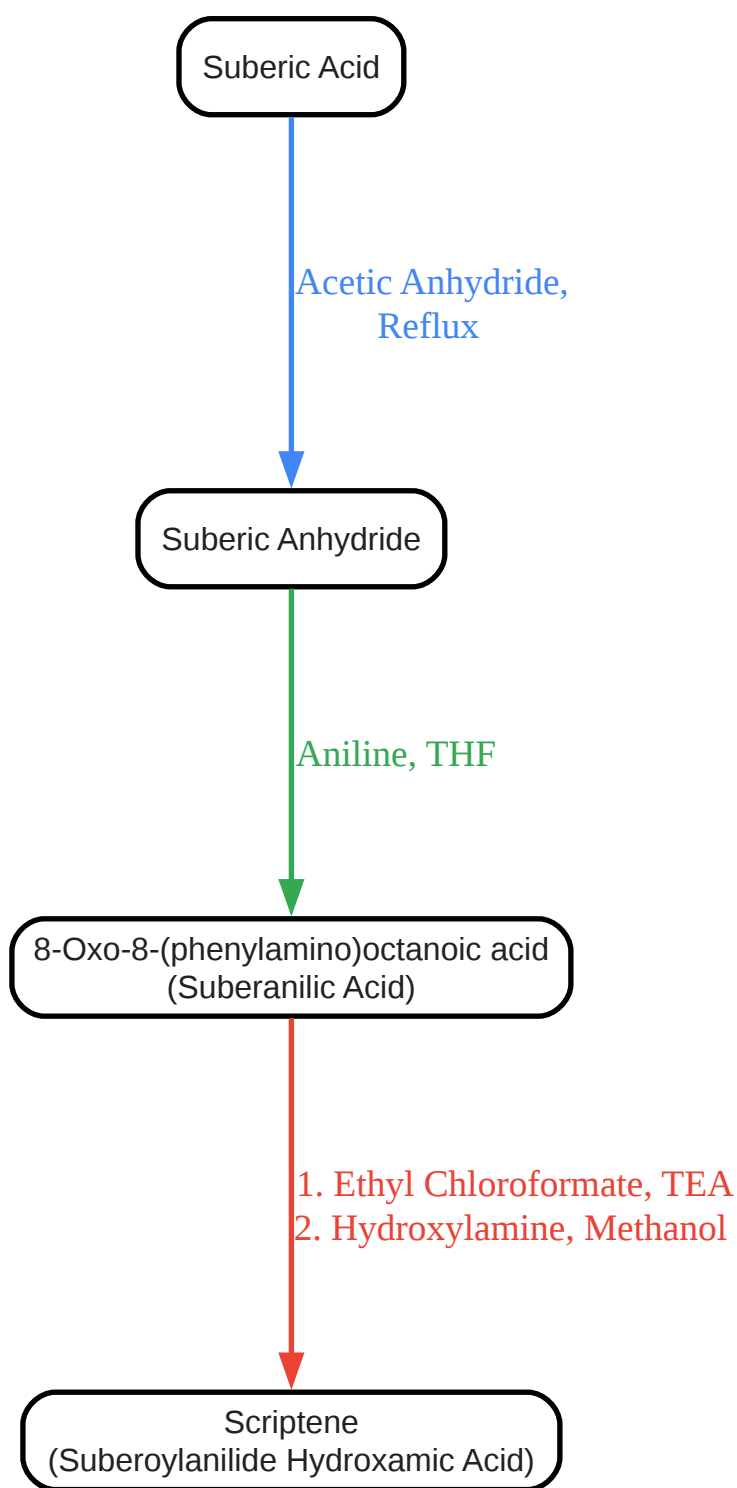 Suberic Acid
Acetic Anhydride,
Reflux
Suberic Anhydride
Aniline, THF
8-Oxo-8-(phenylamino)octanoic acid
(Suberanilic Acid)
1. Ethyl Chloroformate, TEA
2. Hydroxylamine, Methanol
Scriptene
(Suberoylanilide Hydroxamic Acid)